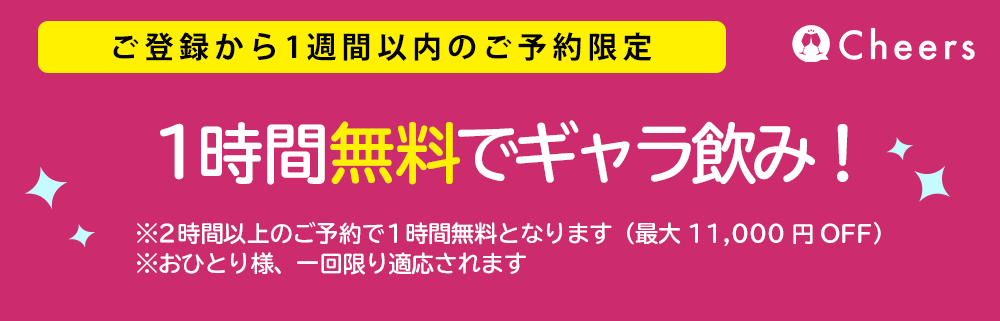 ご登録から1週間以内のご予約限定
Cheers
1時間無料でギャラ飲み！
※2時間以上のご予約で1時間無料となります（最大 11,000 円 OFF）
※おひとり様、一回限り適応されます